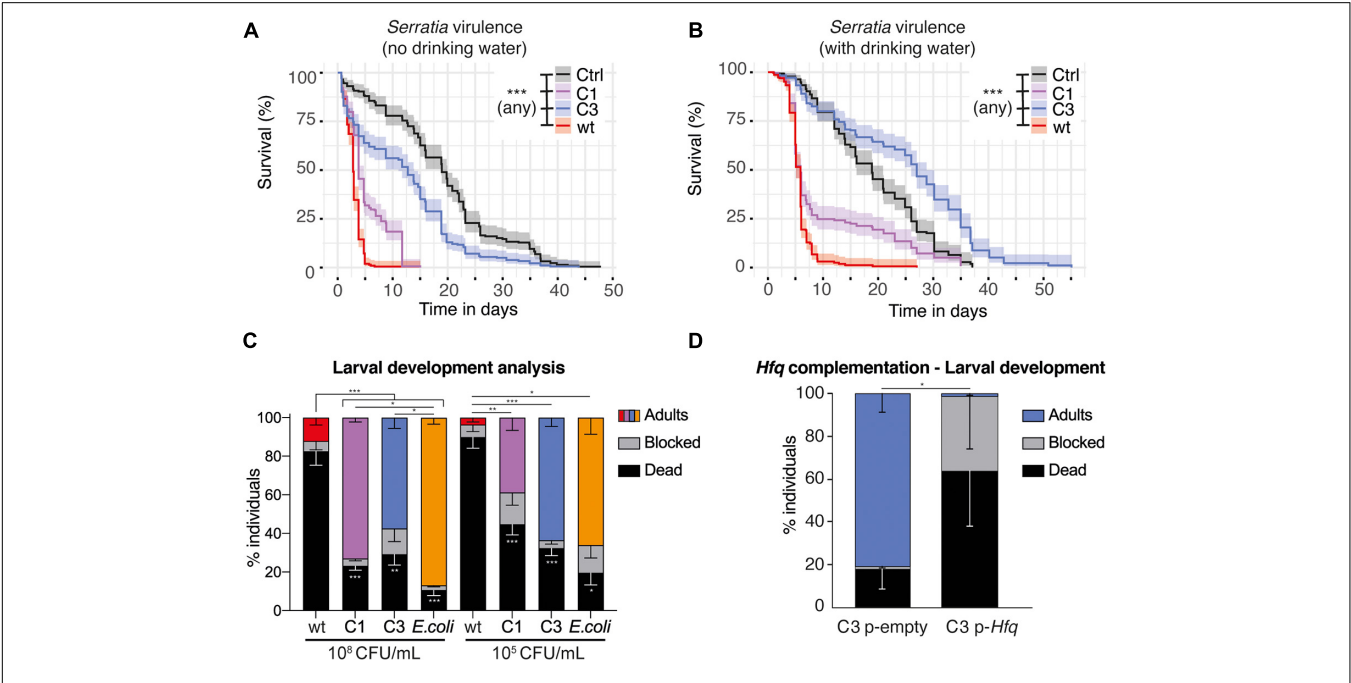 A
Serratia virulence
(no drinking water)
Survival (%)
100
75
50
25
0
0 10 20 30 40 50
Time in days
***
(any)
Ctrl
C1
C3
wt
B
Serratia virulence
(with drinking water)
Survival (%)
100
75
50
25
0
0 10 20 30 40 50
Time in days
***
(any)
Ctrl
C1
C3
wt
C
Larval development analysis
% individuals
100
80
60
40
20
0
***
*
*
*
***
**
***
**
***
***
***
*
Adults
Blocked
Dead
wt C1 C3 E.coli wt C1 C3 E.coli
10⁸ CFU/mL 10⁵ CFU/mL
D
Hfq complementation - Larval development
% individuals
100
80
60
40
20
0
*
Adults
Blocked
Dead
C3 p-empty C3 p-Hfq